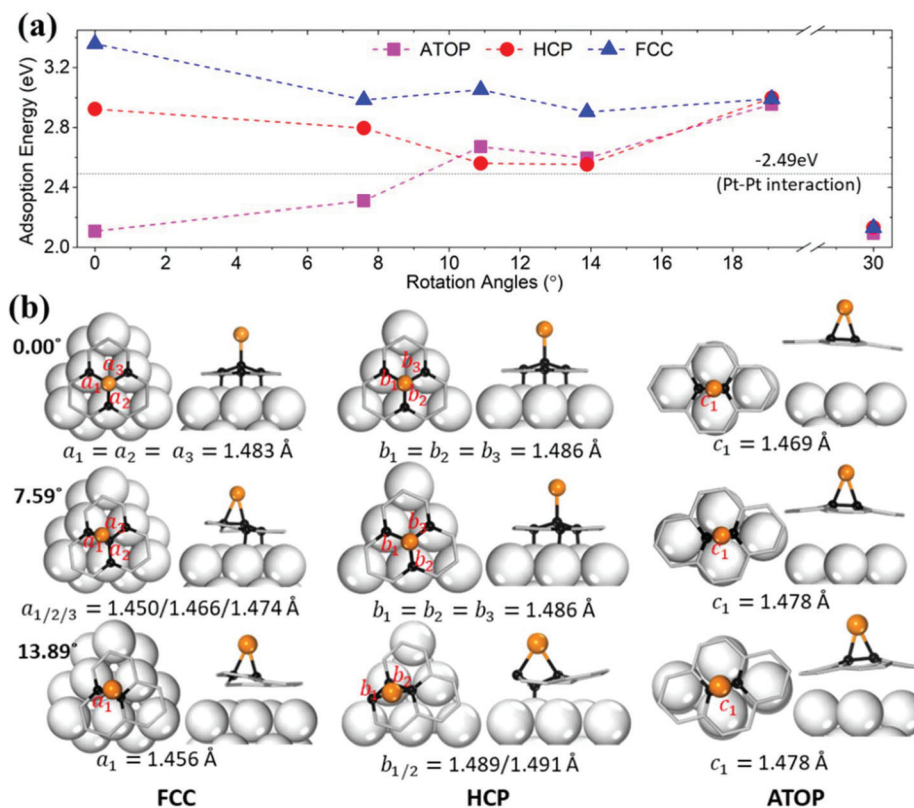 (a)
ATOP HCP FCC
Adsoption Energy (eV)
3.2
2.8
2.4
2.0
-2.49eV
(Pt-Pt interaction)
0 2 4 6 8 10 12 14 16 18 30
Rotation Angles (°)
(b)
0.00°
a₁ a₂ a₃
b₁ b₂ b₃
c₁
a₁ = a₂ = a₃ = 1.483 Å
b₁ = b₂ = b₃ = 1.486 Å
c₁ = 1.469 Å
7.59°
a₁ a₂ a₃
b₁ b₂ b₃
c₁
a₁/₂/₃ = 1.450/1.466/1.474 Å
b₁ = b₂ = b₃ = 1.486 Å
c₁ = 1.478 Å
13.89°
a₁
b₁ b₂
c₁
a₁ = 1.456 Å
b₁/₂ = 1.489/1.491 Å
c₁ = 1.478 Å
FCC HCP ATOP